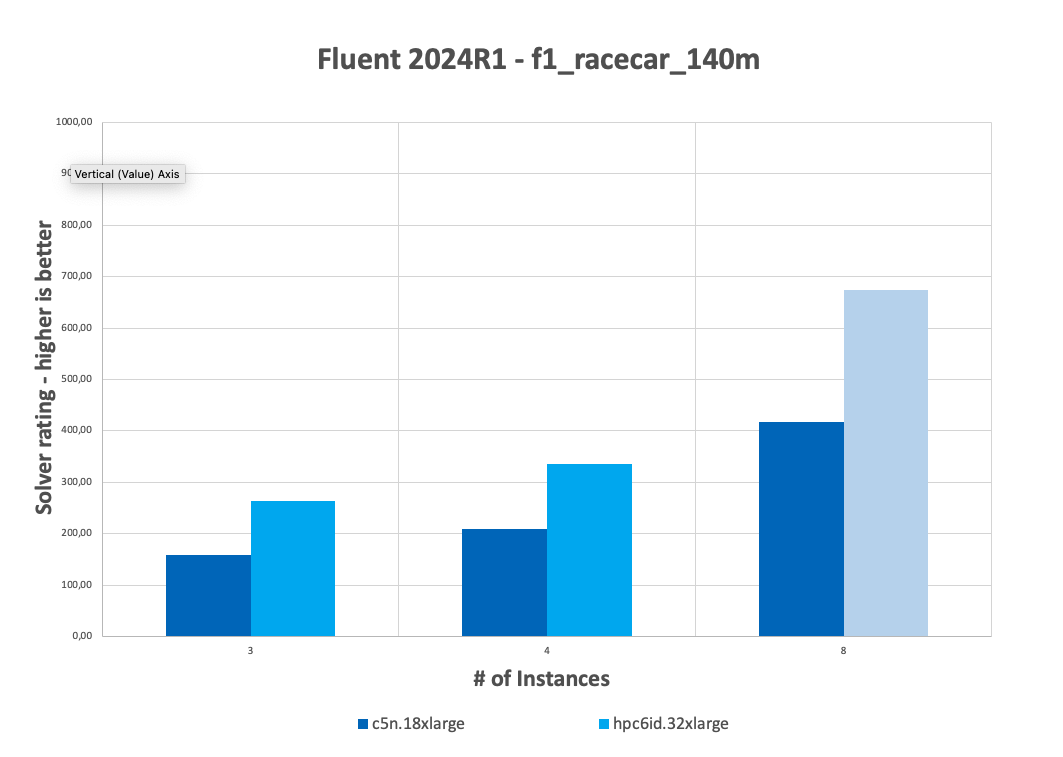 Fluent 2024R1 - f1_racecar_140m
Solver rating - higher is better
1000,00
90
Vertical (Value) Axis
800,00
700,00
600,00
500,00
400,00
300,00
200,00
100,00
0,00
3 4 8
# of Instances
c5n.18xlarge hpc6id.32xlarge